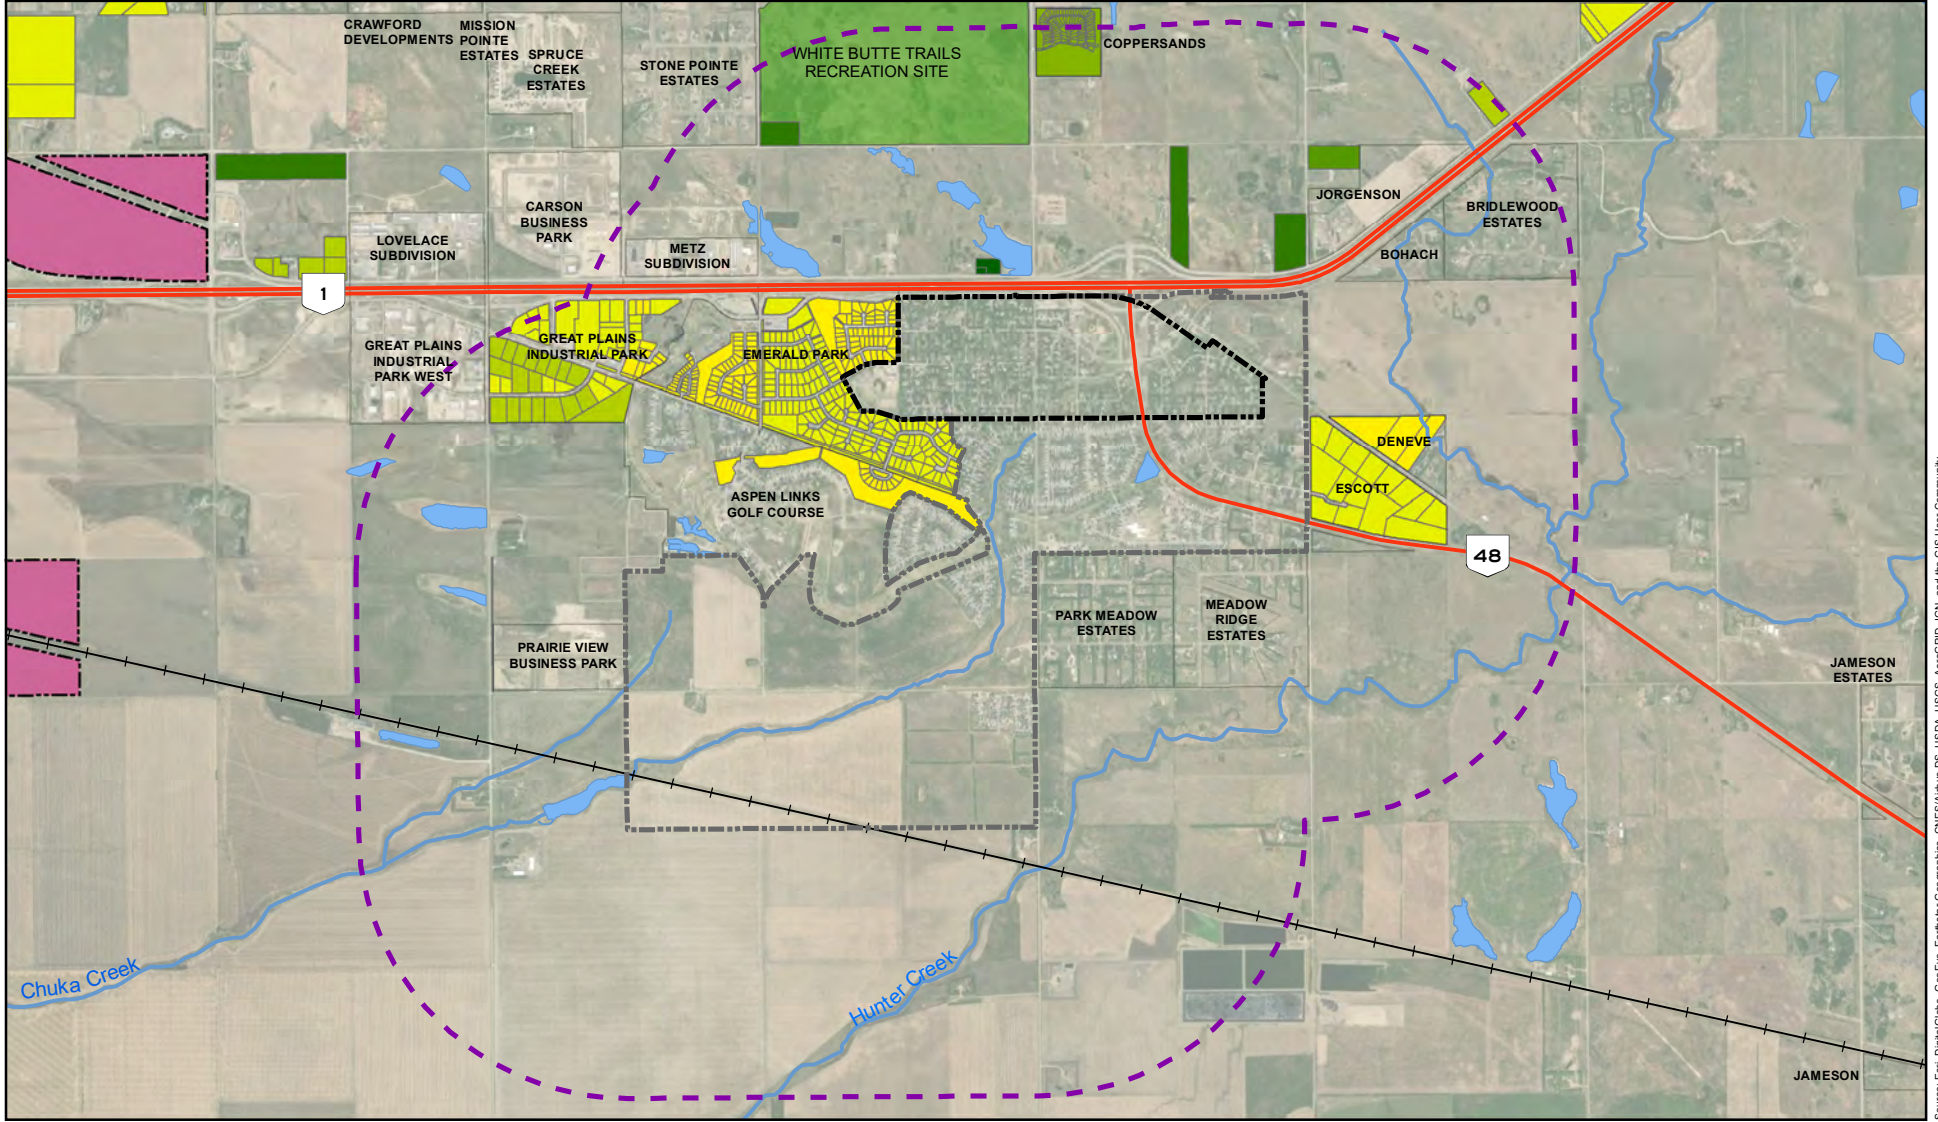 CRAWFORD
DEVELOPMENTS
MISSION
POINTE
ESTATES
SPRUCE
CREEK
ESTATES
STONE POINTE
ESTATES
WHITE BUTTE TRAILS
RECREATION SITE
COPPERSANDS
JORGENSON
BRIDLEWOOD
ESTATES
BOHACH
CARSON
BUSINESS
PARK
LOVELACE
SUBDIVISION
METZ
SUBDIVISION
1
GREAT PLAINS
INDUSTRIAL
PARK WEST
GREAT PLAINS
INDUSTRIAL PARK
EMERALD PARK
DENEVE
ESCOTT
ASPEN LINKS
GOLF COURSE
48
PARK MEADOW
ESTATES
MEADOW
RIDGE
ESTATES
PRAIRIE VIEW
BUSINESS PARK
JAMESON
ESTATES
Chuka Creek
Hunter Creek
JAMESON